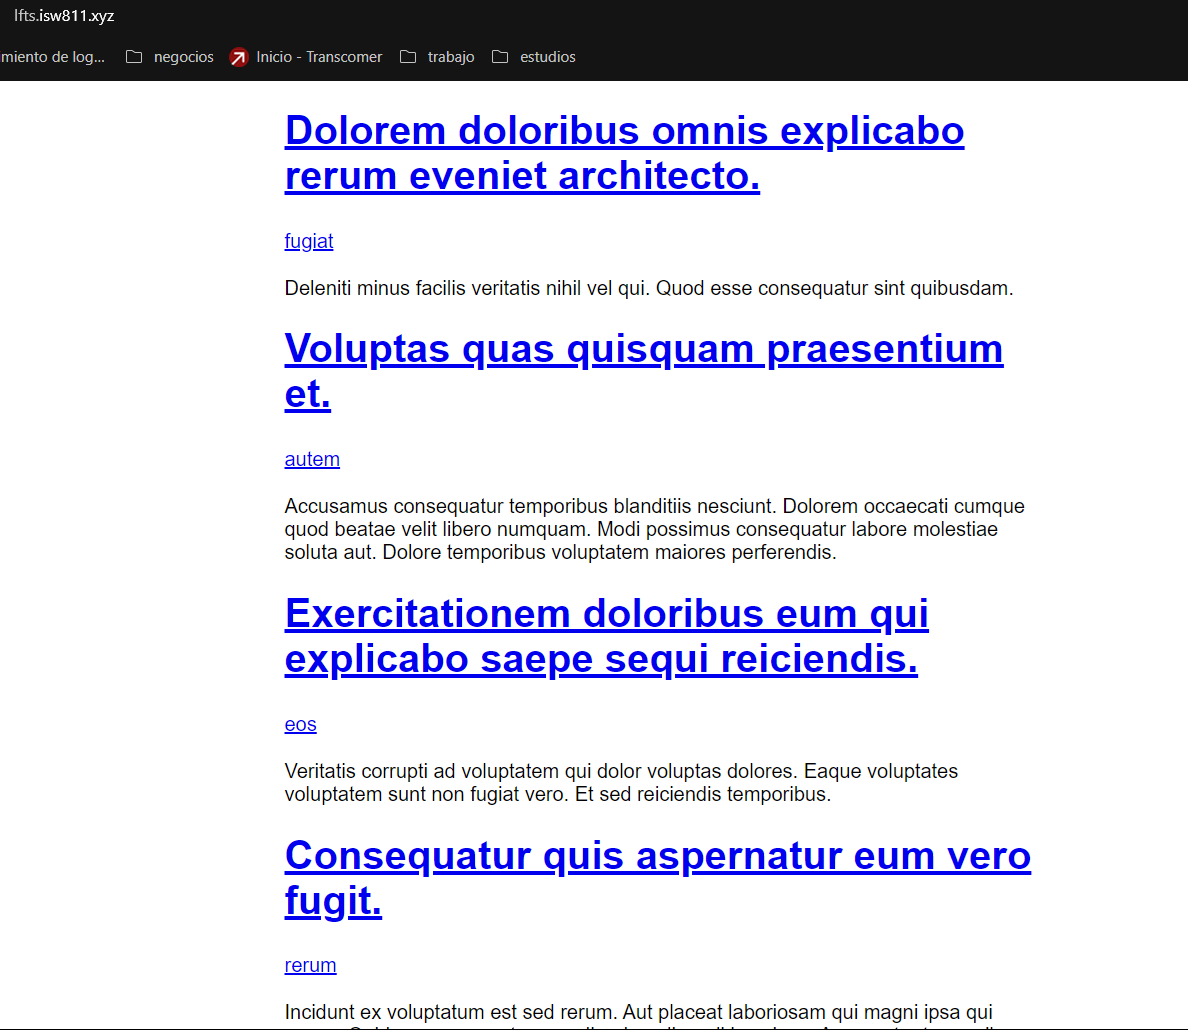 lfts.isw811.xyz
miento de log... negocios Inicio - Transcomer trabajo estudios
Dolorem doloribus omnis explicabo
rerum eveniet architecto.
fugiat
Deleniti minus facilis veritatis nihil vel qui. Quod esse consequatur sint quibusdam.
Voluptas quas quisquam praesentium
et.
autem
Accusamus consequatur temporibus blanditiis nesciunt. Dolorem occaecati cumque
quod beatae velit libero numquam. Modi possimus consequatur labore molestiae
soluta aut. Dolore temporibus voluptatem maiores perferendis.
Exercitationem doloribus eum qui
explicabo saepe sequi reiciendis.
eos
Veritatis corrupti ad voluptatem qui dolor voluptas dolores. Eaque voluptates
voluptatem sunt non fugiat vero. Et sed reiciendis temporibus.
Consequatur quis aspernatur eum vero
fugit.
rerum
Incidunt ex voluptatum est sed rerum. Aut placeat laboriosam qui magni ipsa qui